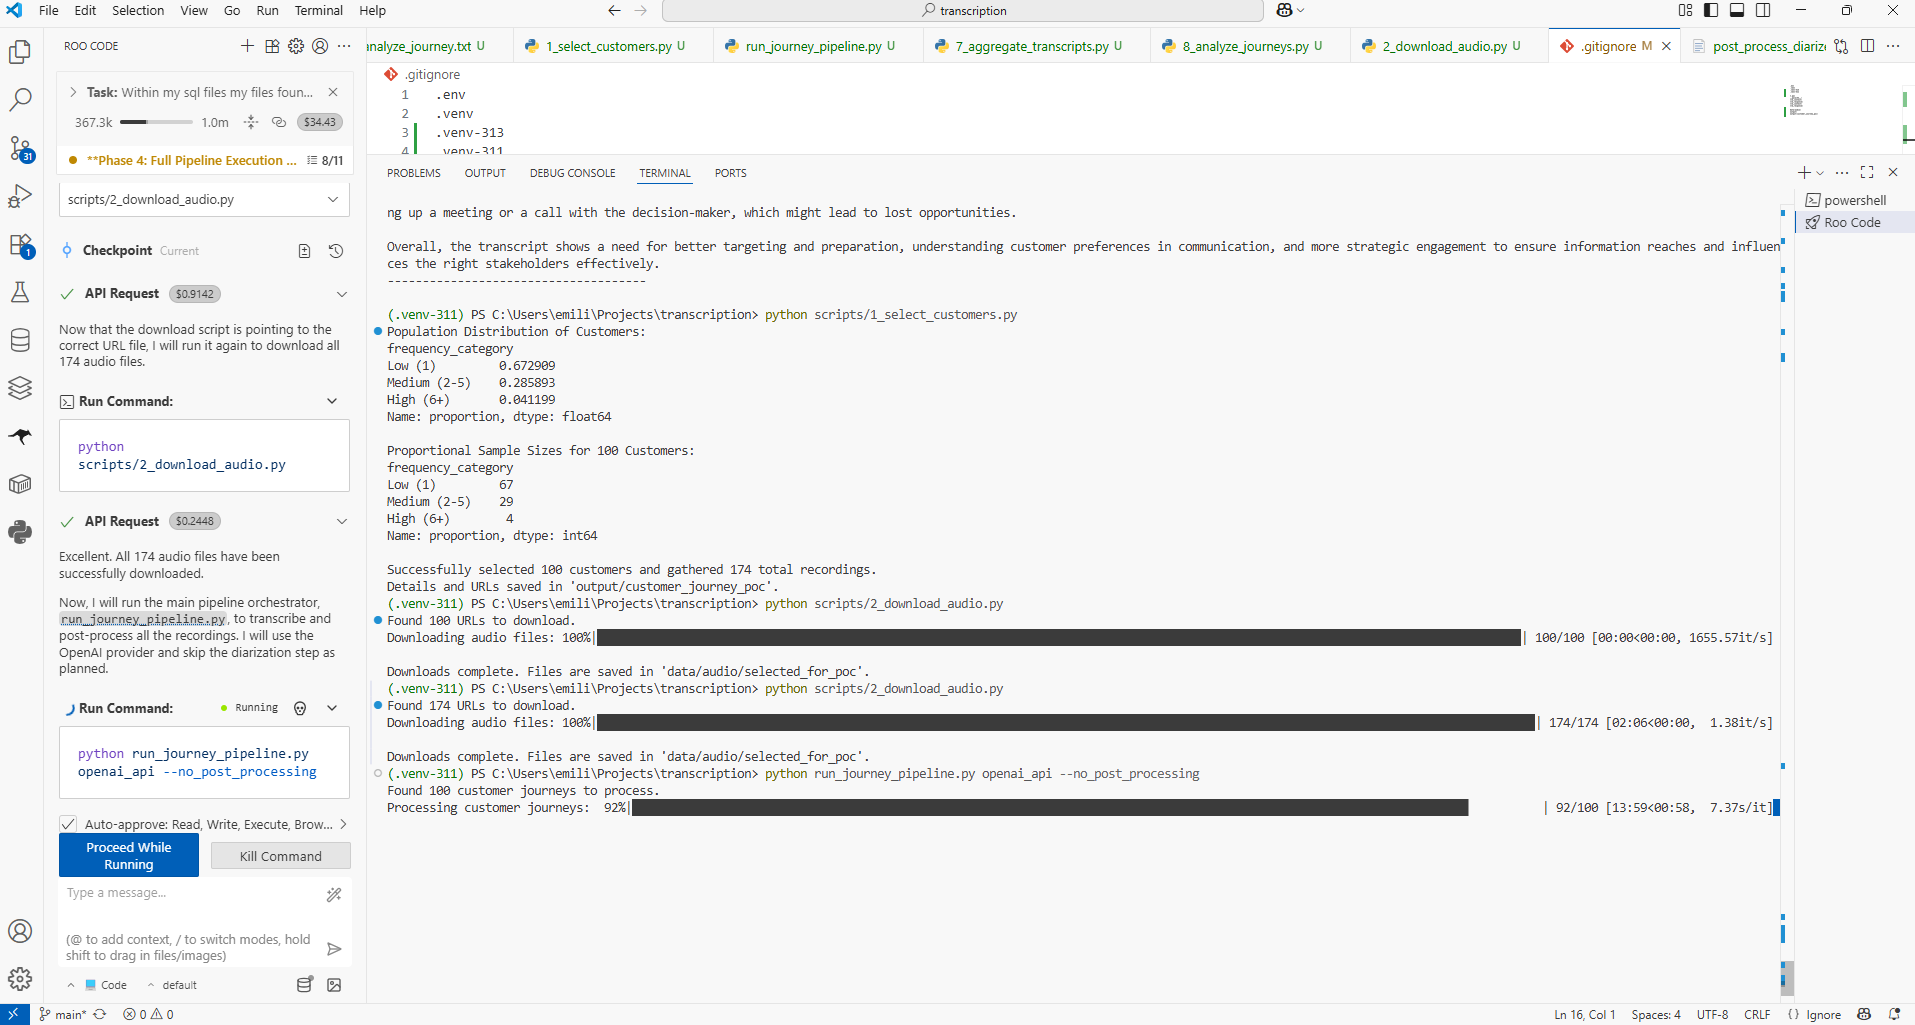 File Edit Selection View Go Run Terminal Help
transcription
ROO CODE
analyze_journey.txt U
1_select_customers.py U
run_journey_pipeline.py U
7_aggregate_transcripts.py U
8_analyze_journeys.py U
2_download_audio.py U
.gitignore M
post_process_diariz
.gitignore
1 .env
2 .venv
3 .venv-313
4 .venv-311
Task: Within my sql files my files foun...
367.3k 1.0m $34.43
**Phase 4: Full Pipeline Execution ... 8/11
scripts/2_download_audio.py
Checkpoint Current
API Request $0.9142
Now that the download script is pointing to the
correct URL file, I will run it again to download all
174 audio files.
Run Command:
python
scripts/2_download_audio.py
API Request $0.2448
Excellent. All 174 audio files have been
successfully downloaded.
Now, I will run the main pipeline orchestrator,
run_journey_pipeline.py, to transcribe and
post-process all the recordings. I will use the
OpenAI provider and skip the diarization step as
planned.
Run Command: Running
python run_journey_pipeline.py
openai_api --no_post_processing
Auto-approve: Read, Write, Execute, Brow...
Proceed While
Running
Kill Command
Type a message...
(@ to add context, / to switch modes, hold
shift to drag in files/images)
Code default
PROBLEMS OUTPUT DEBUG CONSOLE TERMINAL PORTS
powershell
Roo Code
ng up a meeting or a call with the decision-maker, which might lead to lost opportunities.
Overall, the transcript shows a need for better targeting and preparation, understanding customer preferences in communication, and more strategic engagement to ensure information reaches and influen
ces the right stakeholders effectively.
-------------------------------------
(.venv-311) PS C:\Users\emili\Projects\transcription> python scripts/1_select_customers.py
Population Distribution of Customers:
frequency_category
Low (1) 0.672909
Medium (2-5) 0.285893
High (6+) 0.041199
Name: proportion, dtype: float64
Proportional Sample Sizes for 100 Customers:
frequency_category
Low (1) 67
Medium (2-5) 29
High (6+) 4
Name: proportion, dtype: int64
Successfully selected 100 customers and gathered 174 total recordings.
Details and URLs saved in 'output/customer_journey_poc'.
(.venv-311) PS C:\Users\emili\Projects\transcription> python scripts/2_download_audio.py
Found 100 URLs to download.
Downloading audio files: 100%| | 100/100 [00:00<00:00, 1655.57it/s]
Downloads complete. Files are saved in 'data/audio/selected_for_poc'.
(.venv-311) PS C:\Users\emili\Projects\transcription> python scripts/2_download_audio.py
Found 174 URLs to download.
Downloading audio files: 100%| | 174/174 [02:06<00:00, 1.38it/s]
Downloads complete. Files are saved in 'data/audio/selected_for_poc'.
(.venv-311) PS C:\Users\emili\Projects\transcription> python run_journey_pipeline.py openai_api --no_post_processing
Found 100 customer journeys to process.
Processing customer journeys: 92%| | 92/100 [13:59<00:58, 7.37s/it]
31
1
main* 0 0
Ln 16, Col 1 Spaces: 4 UTF-8 CRLF {} Ignore